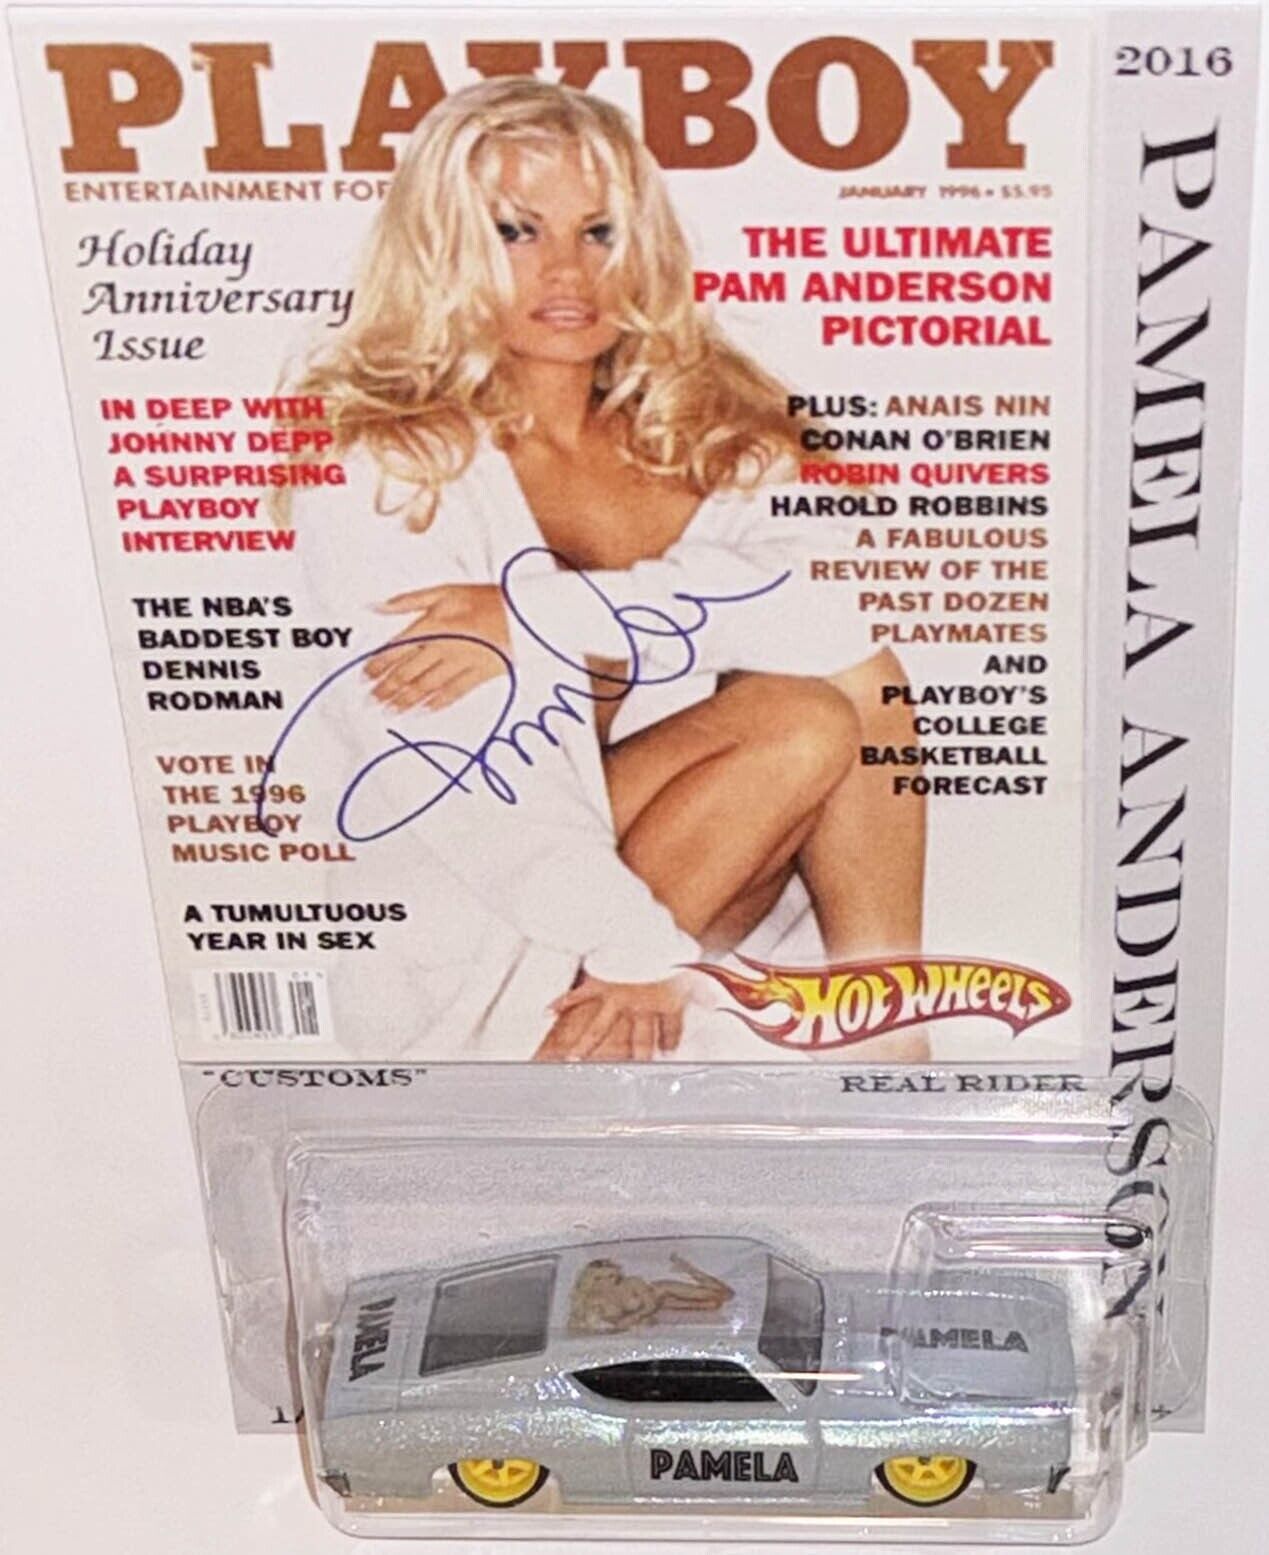 PLAYBOY
ENTERTAINMENT FOR
JANUARY 1996 • $5.95
Holiday
Anniversary
Issue
IN DEEP WITH
JOHNNY DEPP
A SURPRISING
PLAYBOY
INTERVIEW
THE NBA'S
BADDEST BOY
DENNIS
RODMAN
VOTE IN
THE 1996
PLAYBOY
MUSIC POLL
A TUMULTUOUS
YEAR IN SEX
THE ULTIMATE
PAM ANDERSON
PICTORIAL
PLUS: ANAIS NIN
CONAN O'BRIEN
ROBIN QUIVERS
HAROLD ROBBINS
A FABULOUS
REVIEW OF THE
PAST DOZEN
PLAYMATES
AND
PLAYBOY'S
COLLEGE
BASKETBALL
FORECAST
HOT WHEELS
2016
PAMELA ANDERSON
"CUSTOMS"
REAL RIDER
PAMELA
PAMELA
PAMELA